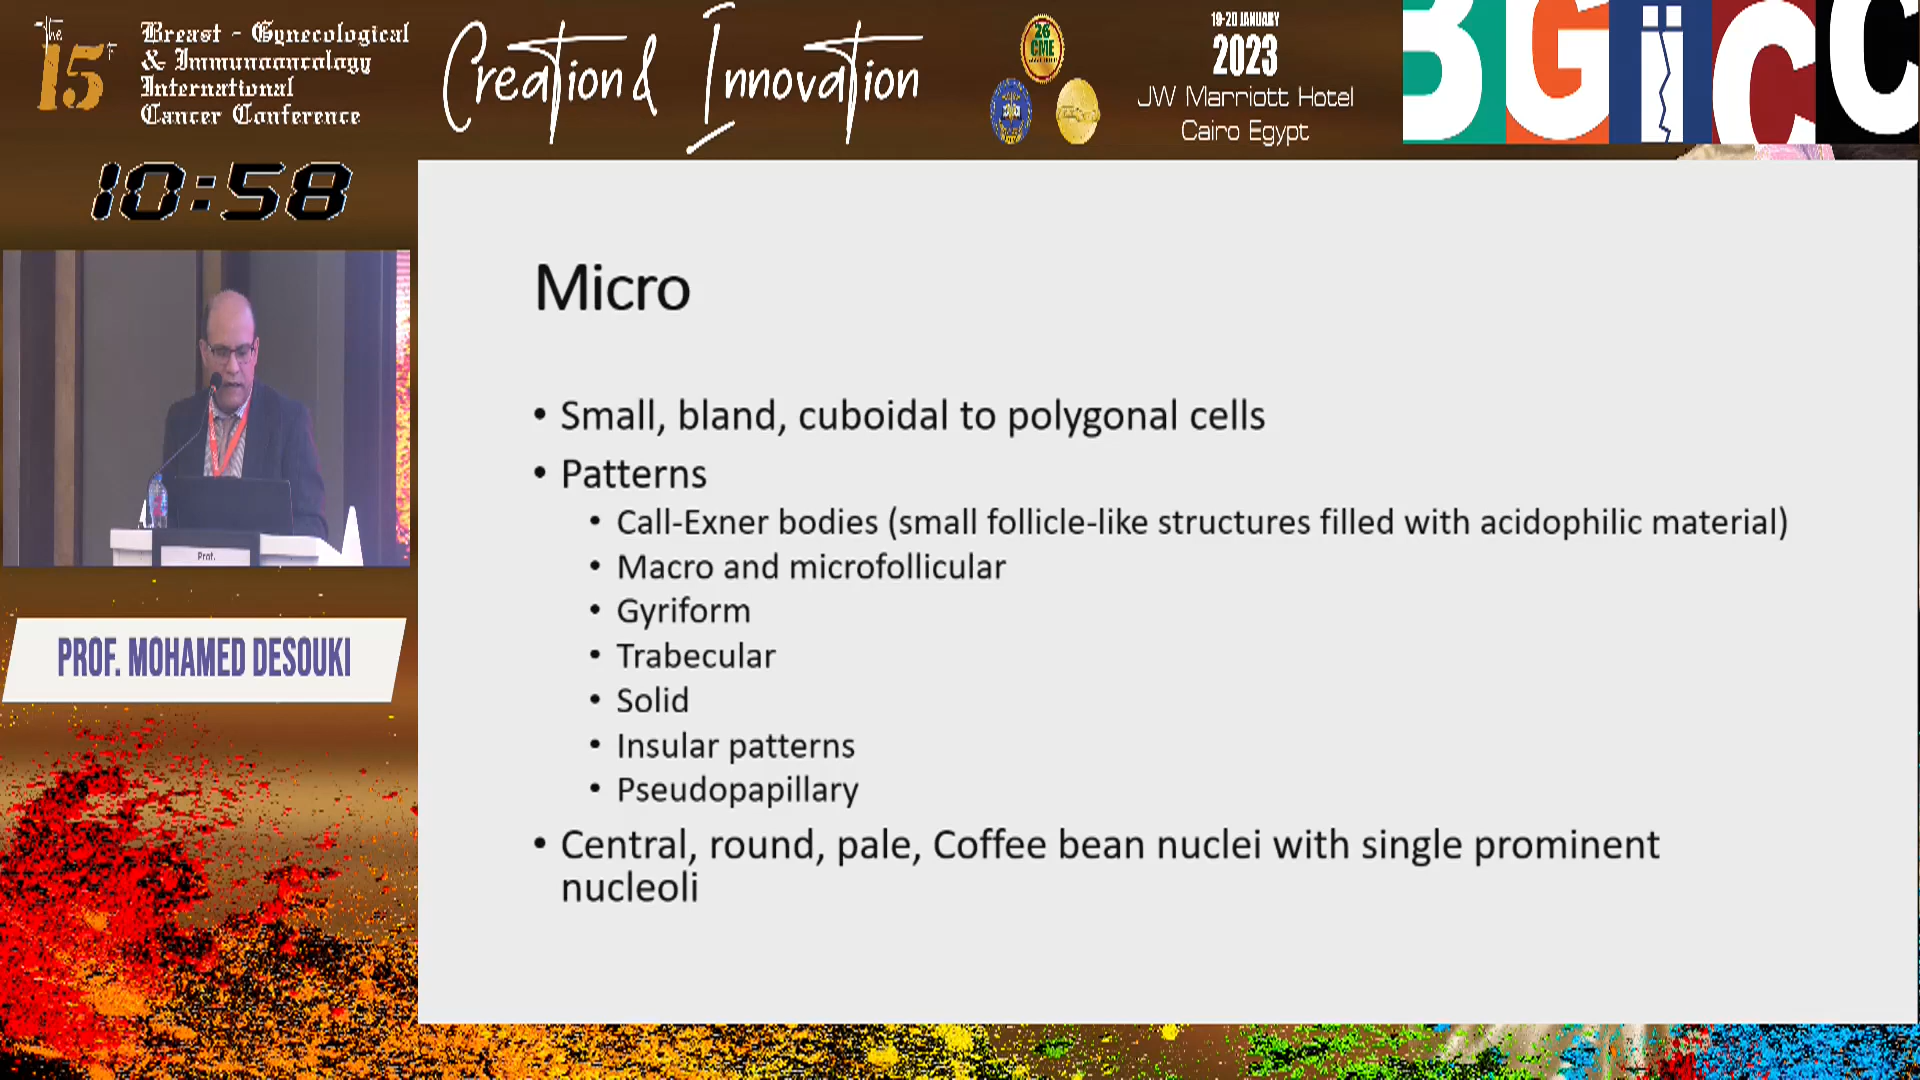 The 15th
Breast - Gynecological
& Immunooncology
International
Cancer Conference
Creation & Innovation
26
CME
19-20 JANUARY
2023
JW Marriott Hotel
Cairo Egypt
BGiCC
10:58
Prof.
PROF. MOHAMED DESOUKI
Micro
• Small, bland, cuboidal to polygonal cells
• Patterns
• Call-Exner bodies (small follicle-like structures filled with acidophilic material)
• Macro and microfollicular
• Gyriform
• Trabecular
• Solid
• Insular patterns
• Pseudopapillary
• Central, round, pale, Coffee bean nuclei with single prominent
nucleoli